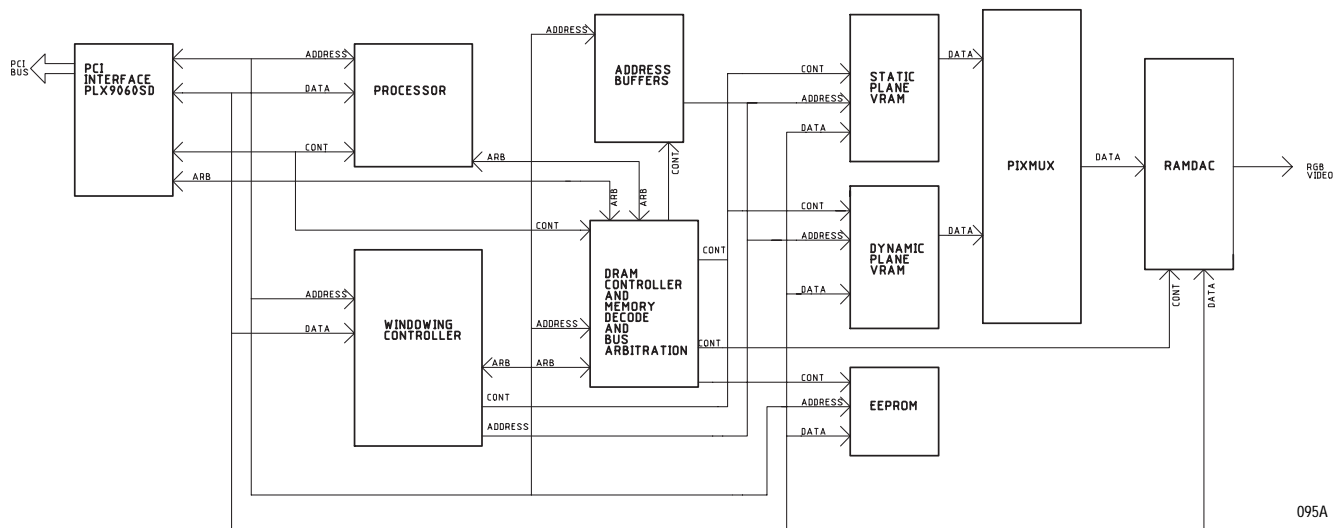 PCI
BUS
PCI
INTERFACE
PLX9060SD
ADDRESS
DATA
CONT
ARB
PROCESSOR
ARB
ADDRESS
ADDRESS
BUFFERS
CONT
ARB
ARB
CONT
ADDRESS
DATA
WINDOWING
CONTROLLER
ARB
ARB
CONT
ADDRESS
ADDRESS
DRAM
CONTROLLER
AND
MEMORY
DECODE
AND
BUS
ARBITRATION
CONT
CONT
CONT
ADDRESS
DATA
STATIC
PLANE
VRAM
DATA
CONT
ADDRESS
DATA
DYNAMIC
PLANE
VRAM
DATA
CONT
ADDRESS
DATA
EEPROM
PIXMUX
DATA
RAMDAC
CONT
DATA
RGB
VIDEO
095A